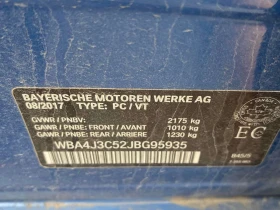 BAYERISCHE MOTOREN WERKE AG
08/2017 TYPE: PC / VT
GVWR / PNBV: 2175 kg
GAWR / PNBE: FRONT / AVANT 1010 kg
GAWR / PNBE: REAR / ARRIERE 1230 kg
WBA4J3C52JBG95935
EC